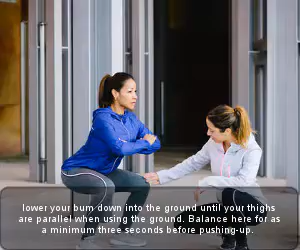 lower your bum down into the ground until your thighs
are parallel when using the ground. Balance here for as
a minimum three seconds before pushing-up.